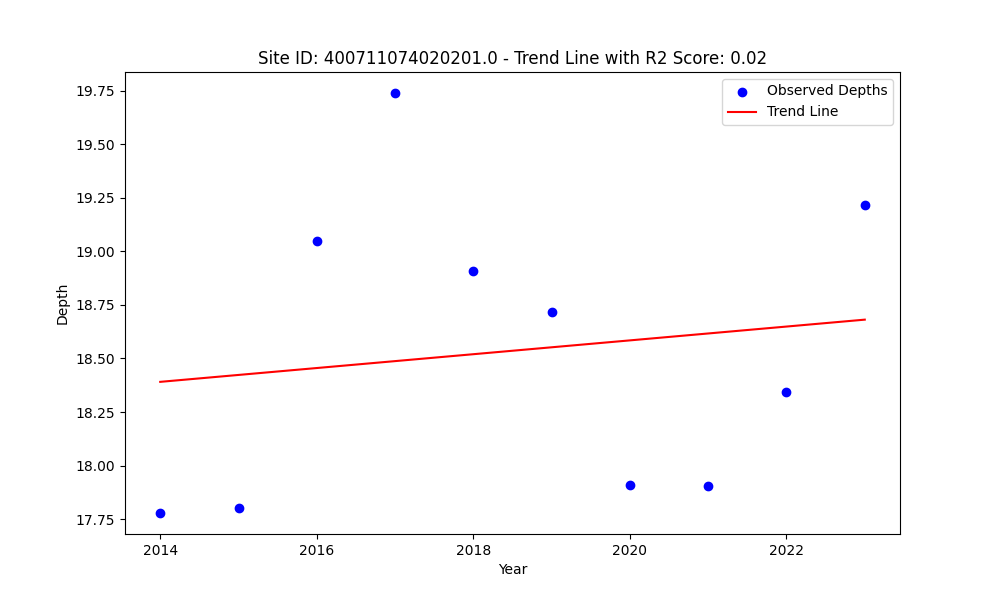 Site ID: 400711074020201.0 - Trend Line with R2 Score: 0.02
Observed Depths
Trend Line
19.75
19.50
19.25
19.00
18.75
18.50
18.25
18.00
17.75
Depth
2014
2016
2018
2020
2022
Year